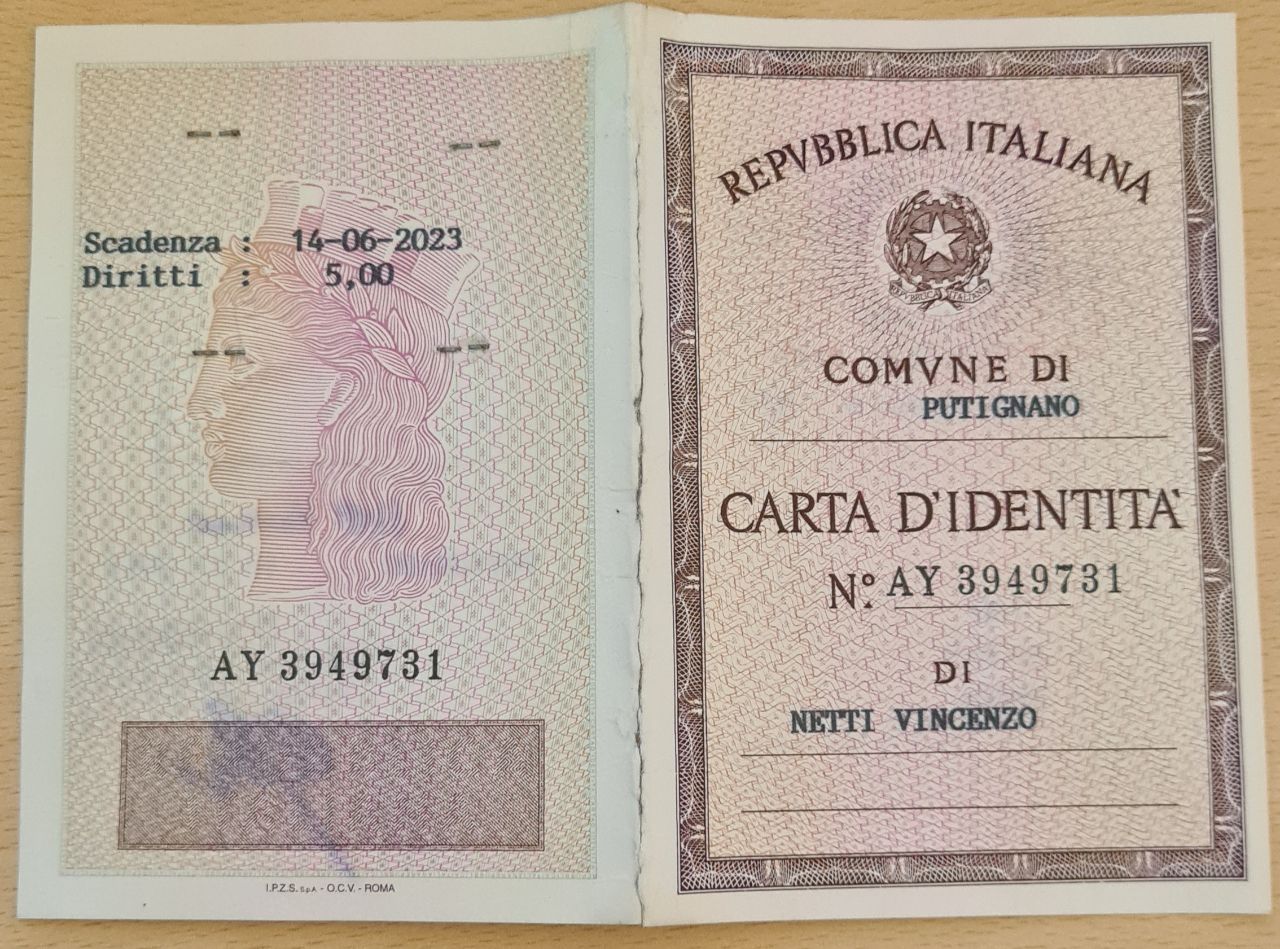 -- --
Scadenza : 14-06-2023
Diritti : 5,00
-- --
AY 3949731
I.P.Z.S. S.p.A. - O.C.V. - ROMA
REPVBBLICA ITALIANA
REPVBBLICA ITALIANA
COMVNE DI
PUTIGNANO
CARTA D'IDENTITA'
N°. AY 3949731
DI
NETTI VINCENZO